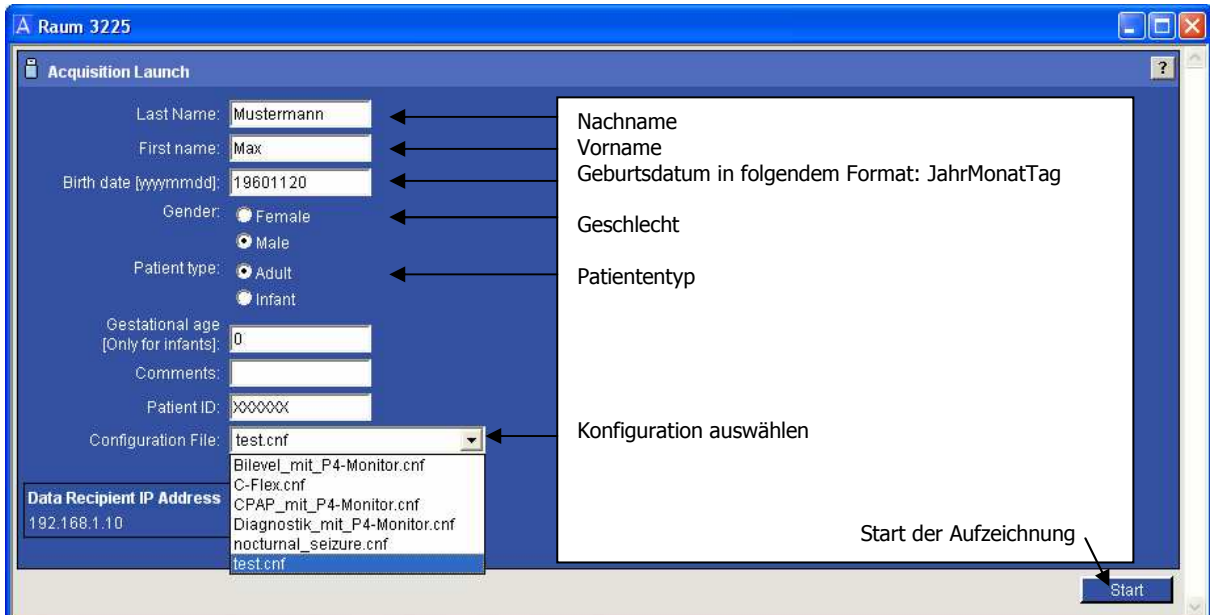 Raum 3225
Acquisition Launch
?
Last Name: Mustermann
Nachname
First name: Max
Vorname
Birth date [yyyymmdd]: 19601120
Geburtsdatum in folgendem Format: JahrMonatTag
Gender: Female
Geschlecht
Male
Patient type: Adult
Patiententyp
Infant
Gestational age
[Only for infants]: 0
Comments:
Patient ID: XXXXXX
Configuration File: test.cnf
Konfiguration auswählen
Bilevel_mit_P4-Monitor.cnf
C-Flex.cnf
CPAP_mit_P4-Monitor.cnf
Diagnostik_mit_P4-Monitor.cnf
nocturnal_seizure.cnf
test.cnf
Data Recipient IP Address
192.168.1.10
Start der Aufzeichnung
Start